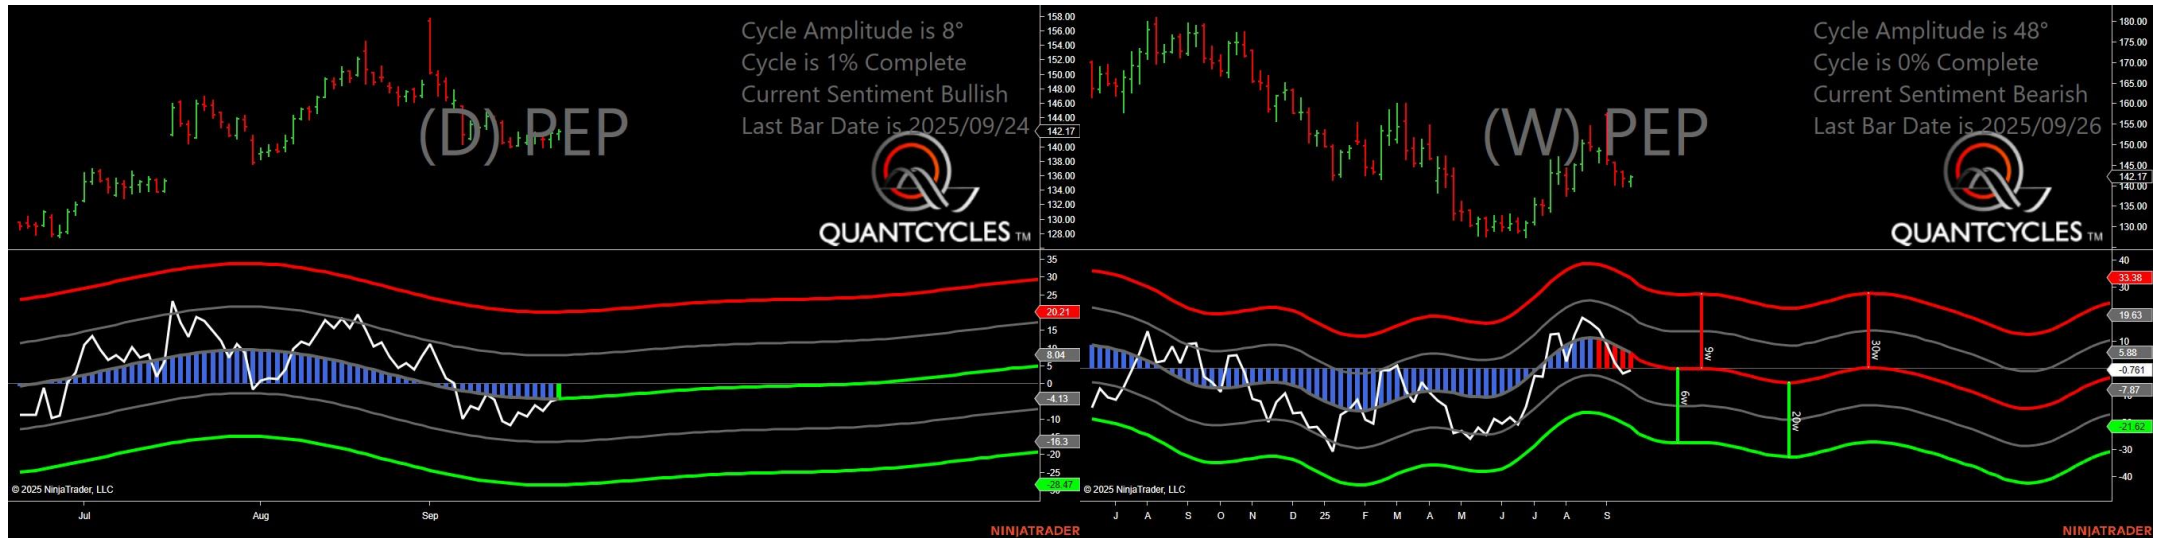 Cycle Amplitude is 8°
Cycle is 1% Complete
Current Sentiment Bullish
Last Bar Date is 2025/09/24
(D) PEP
QUANTCYCLES TM
158.00
156.00
154.00
152.00
150.00
148.00
146.00
144.00
142.17
140.00
138.00
136.00
134.00
132.00
130.00
128.00
35
30
25
20.21
15
8.04
5
0
-4.13
-10
-16.3
-20
-25
-28.47
© 2025 NinjaTrader, LLC
Jul
Aug
Sep
NINJATRADER
Cycle Amplitude is 48°
Cycle is 0% Complete
Current Sentiment Bearish
Last Bar Date is 2025/09/26
(W) PEP
QUANTCYCLES TM
180.00
175.00
170.00
165.00
160.00
155.00
150.00
145.00
142.17
140.00
135.00
130.00
40
33.38
30
19.63
10
5.88
-0.761
-7.87
-21.62
-30
-40
9w
30w
6w
20w
© 2025 NinjaTrader, LLC
J A S O N D 25 F M A M J J A S
NINJATRADER